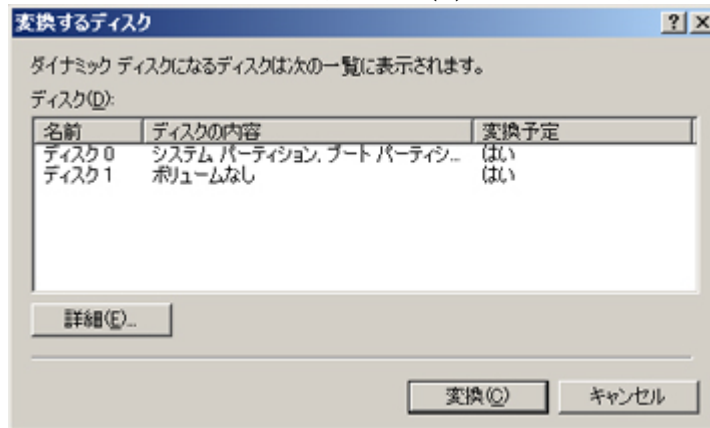 変換するディスク
ダイナミック ディスクになるディスクは次の一覧に表示されます。
ディスク(D):
名前 ディスクの内容 変換予定
ディスク 0 システム パーティション, ブート パーティシ... はい
ディスク 1 ボリュームなし はい
詳細(E)...
変換(C) キャンセル